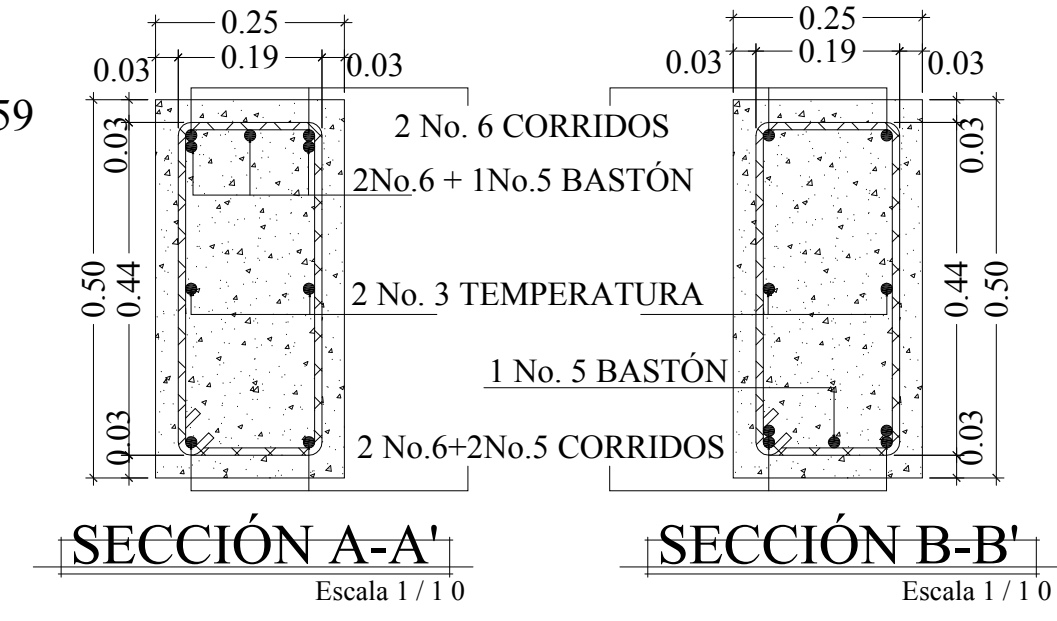 0.25
0.19
0.03
0.03
0.25
0.19
0.03
0.03
59
2 No. 6 CORRIDOS
0.03
0.03
2No.6 + 1No.5 BASTÓN
0.50
0.44
2 No. 3 TEMPERATURA
0.44
0.50
1 No. 5 BASTÓN
0.03
0.03
2 No.6+2No.5 CORRIDOS
SECCIÓN A-A'
Escala 1 / 1 0
SECCIÓN B-B'
Escala 1 / 1 0